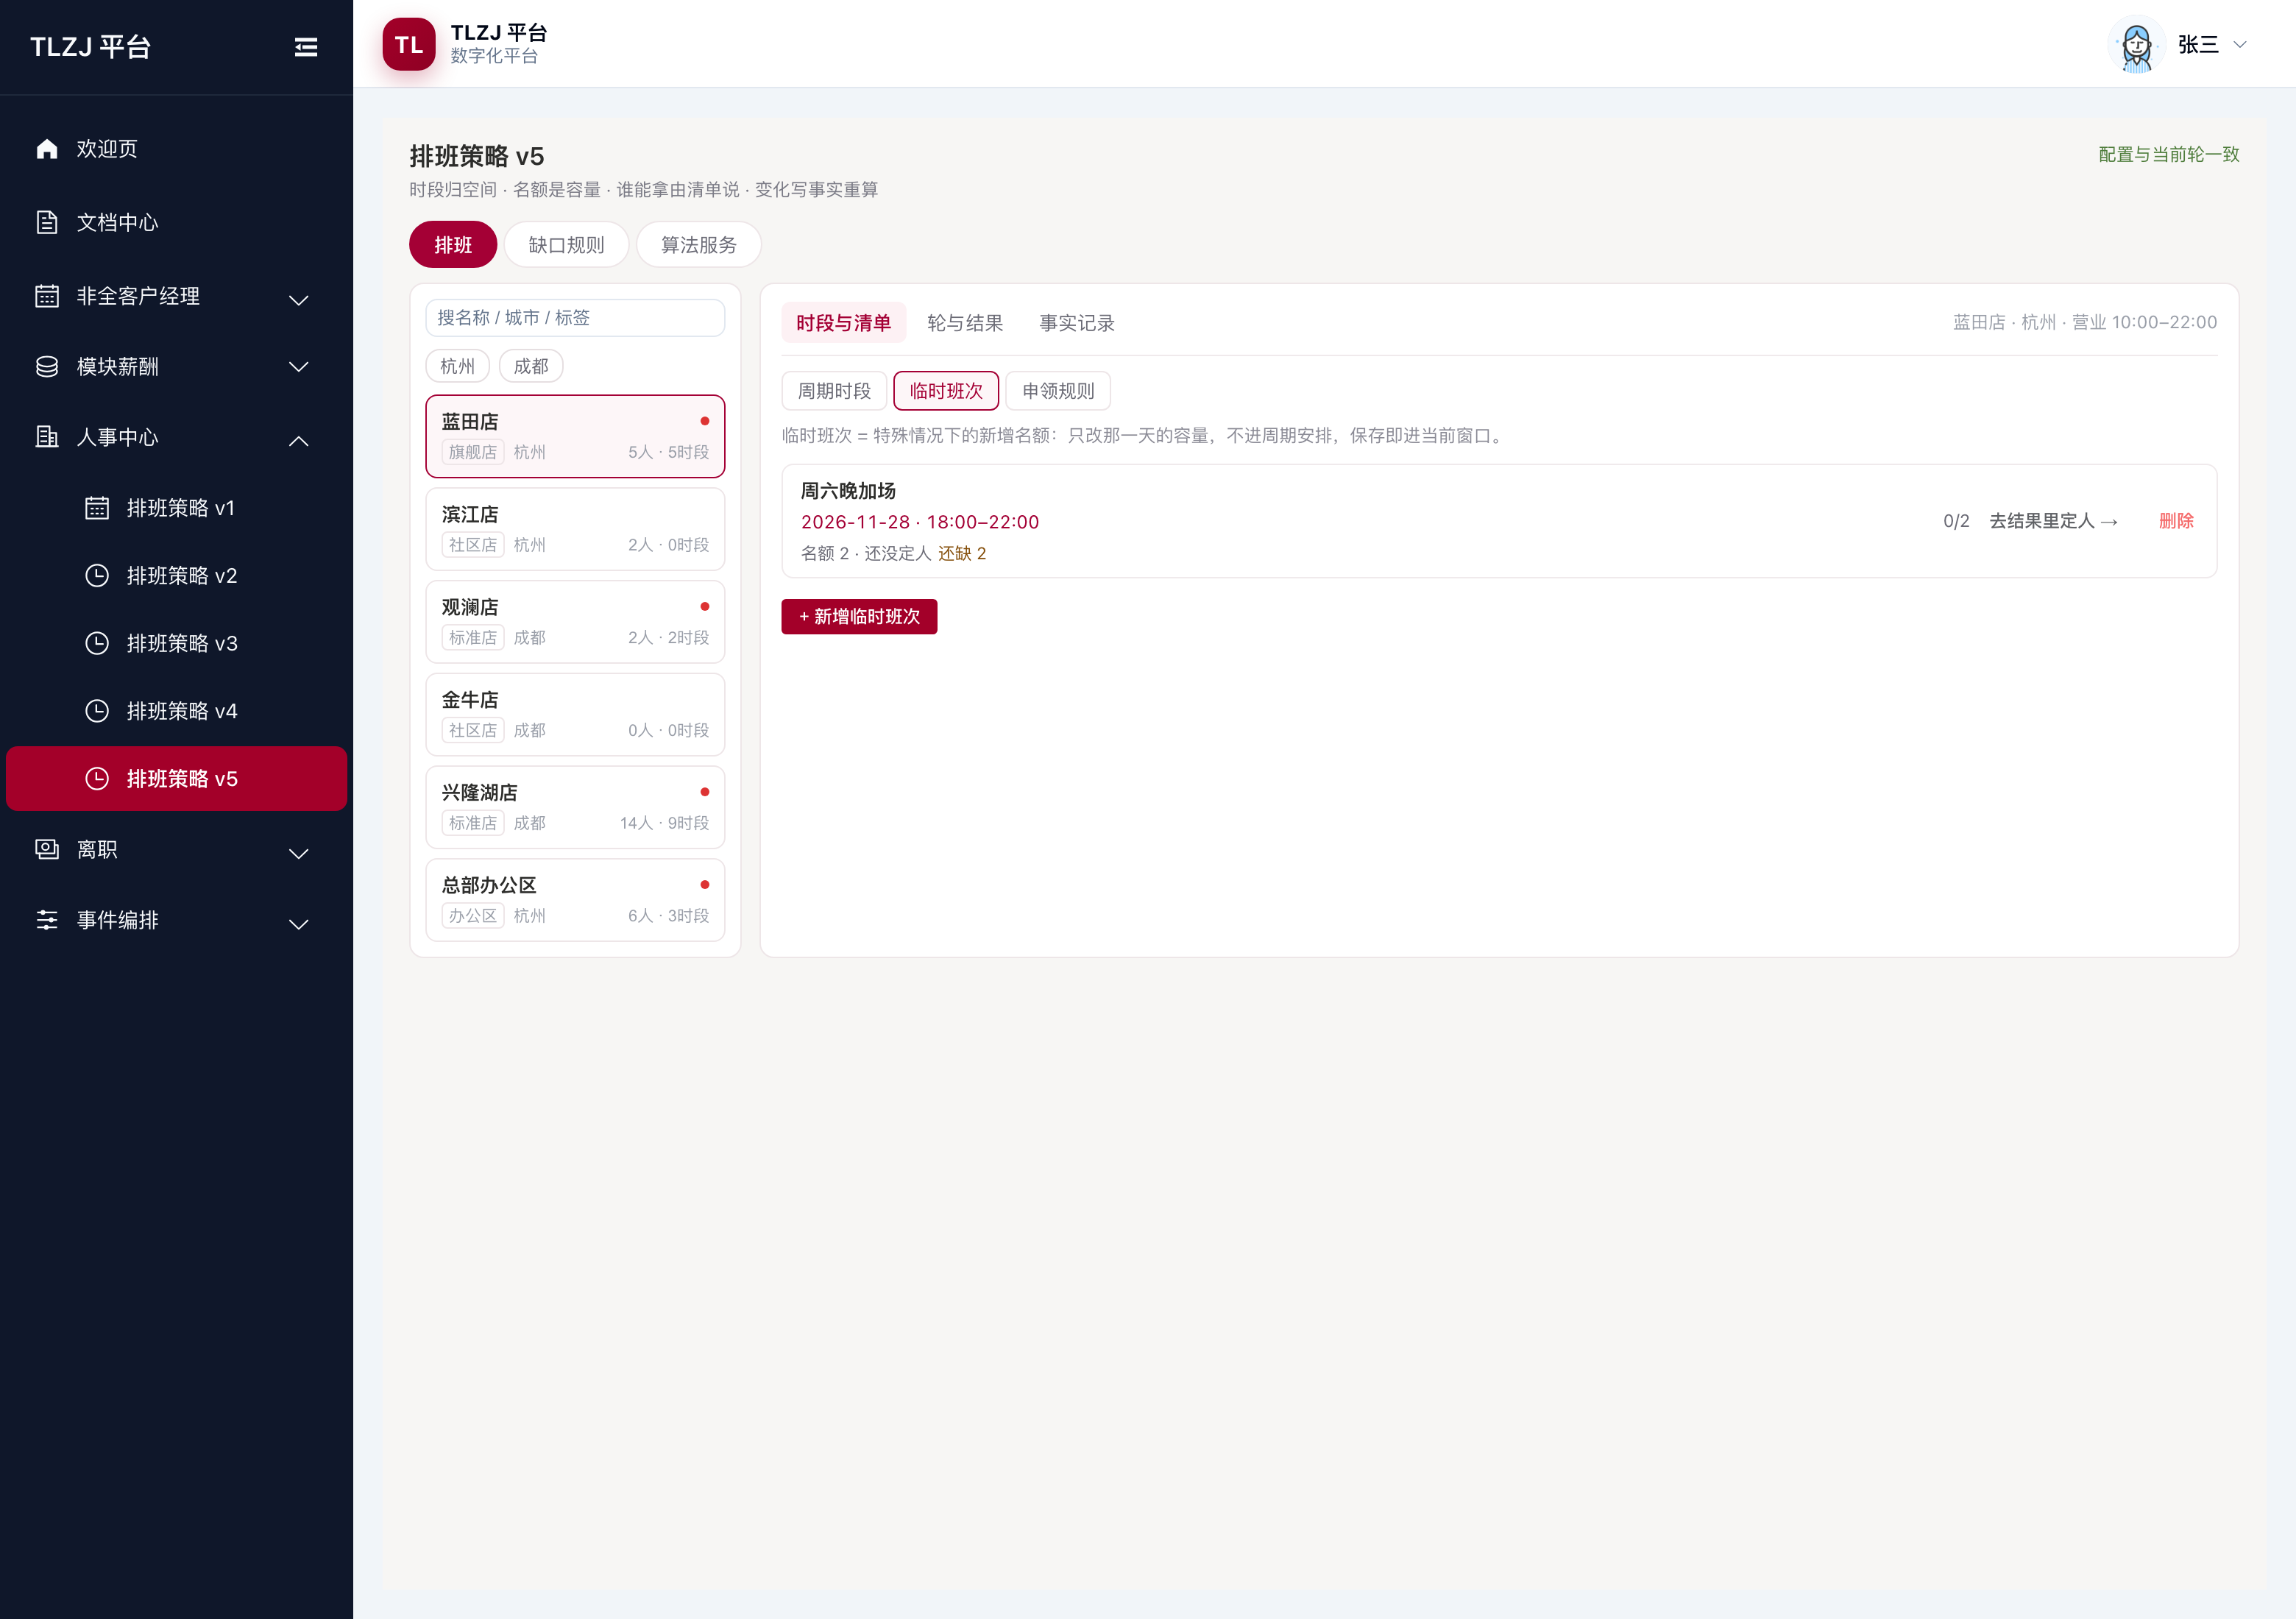 TLZJ 平台
欢迎页
文档中心
非全客户经理
模块薪酬
人事中心
排班策略 v1
排班策略 v2
排班策略 v3
排班策略 v4
排班策略 v5
离职
事件编排
TL
TLZJ 平台
数字化平台
张三
排班策略 v5
配置与当前轮一致
时段归空间 · 名额是容量 · 谁能拿由清单说 · 变化写事实重算
排班
缺口规则
算法服务
搜名称 / 城市 / 标签
杭州
成都
蓝田店
旗舰店 杭州 5人 · 5时段
滨江店
社区店 杭州 2人 · 0时段
观澜店
标准店 成都 2人 · 2时段
金牛店
社区店 成都 0人 · 0时段
兴隆湖店
标准店 成都 14人 · 9时段
总部办公区
办公区 杭州 6人 · 3时段
时段与清单
轮与结果
事实记录
蓝田店 · 杭州 · 营业 10:00–22:00
周期时段
临时班次
申领规则
临时班次 = 特殊情况下的新增名额：只改那一天的容量，不进周期安排，保存即进当前窗口。
周六晚加场
2026-11-28 · 18:00–22:00
名额 2 · 还没定人 还缺 2
0/2 去结果里定人 → 删除
+ 新增临时班次